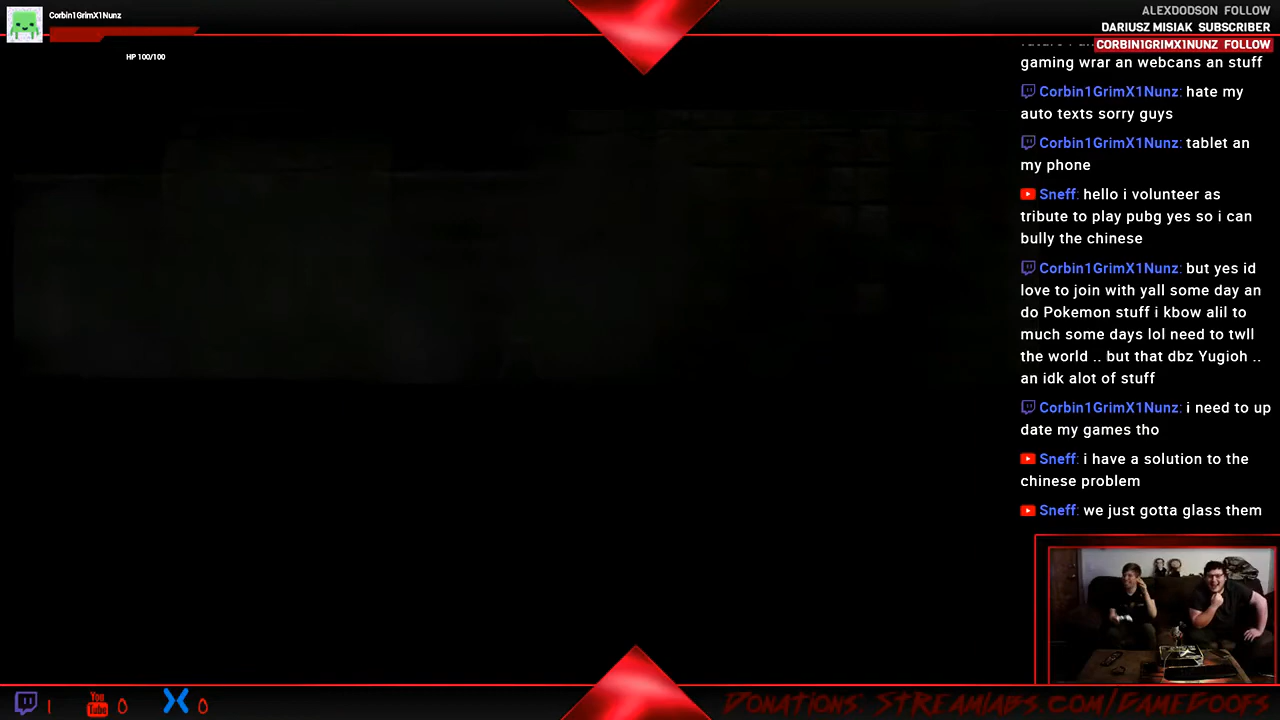 Corbin1GrimX1Nunz
HP 100/100
ALEXDODSON FOLLOW
DARIUSZ MISIAK SUBSCRIBER
CORBIN1GRIMX1NUNZ FOLLOW
gaming wrar an webcans an stuff
Corbin1GrimX1Nunz: hate my
auto texts sorry guys
Corbin1GrimX1Nunz: tablet an
my phone
Sneff: hello i volunteer as
tribute to play pubg yes so i can
bully the chinese
Corbin1GrimX1Nunz: but yes id
love to join with yall some day an
do Pokemon stuff i kbow alil to
much some days lol need to twll
the world .. but that dbz Yugioh ..
an idk alot of stuff
Corbin1GrimX1Nunz: i need to up
date my games tho
Sneff: i have a solution to the
chinese problem
Sneff: we just gotta glass them
1
You Tube 0
0
Donations: Streamlabs.com/GameGoofs